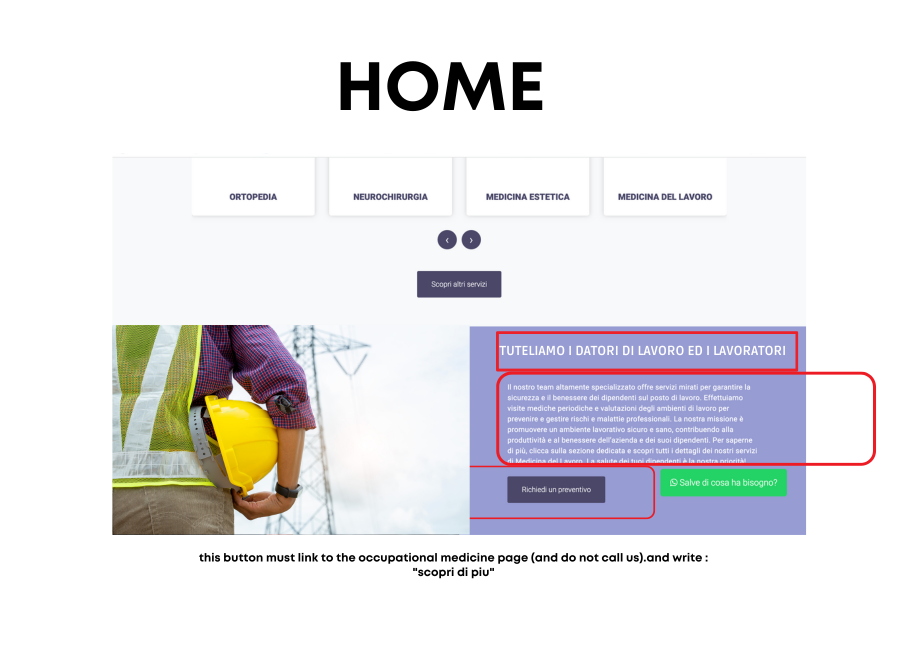 HOME
ORTOPEDIA
NEUROCHIRURGIA
MEDICINA ESTETICA
MEDICINA DEL LAVORO
Scopri altri servizi
TUTELIAMO I DATORI DI LAVORO ED I LAVORATORI
Il nostro team altamente specializzato offre servizi mirati per garantire la
sicurezza e il benessere dei dipendenti sul posto di lavoro. Effettuiamo
visite mediche periodiche e valutazioni degli ambienti di lavoro per
prevenire e gestire rischi e malattie professionali. La nostra missione è
promuovere un ambiente lavorativo sicuro e sano, contribuendo alla
produttività e al benessere dell'azienda e dei suoi dipendenti. Per saperne
di più, clicca sulla sezione dedicata e scopri tutti i dettagli dei nostri servizi
di Medicina del Lavoro. La salute dei tuoi dipendenti è la nostra priorità!
Richiedi un preventivo
Salve di cosa ha bisogno?
this button must link to the occupational medicine page (and do not call us).and write :
"scopri di piu"